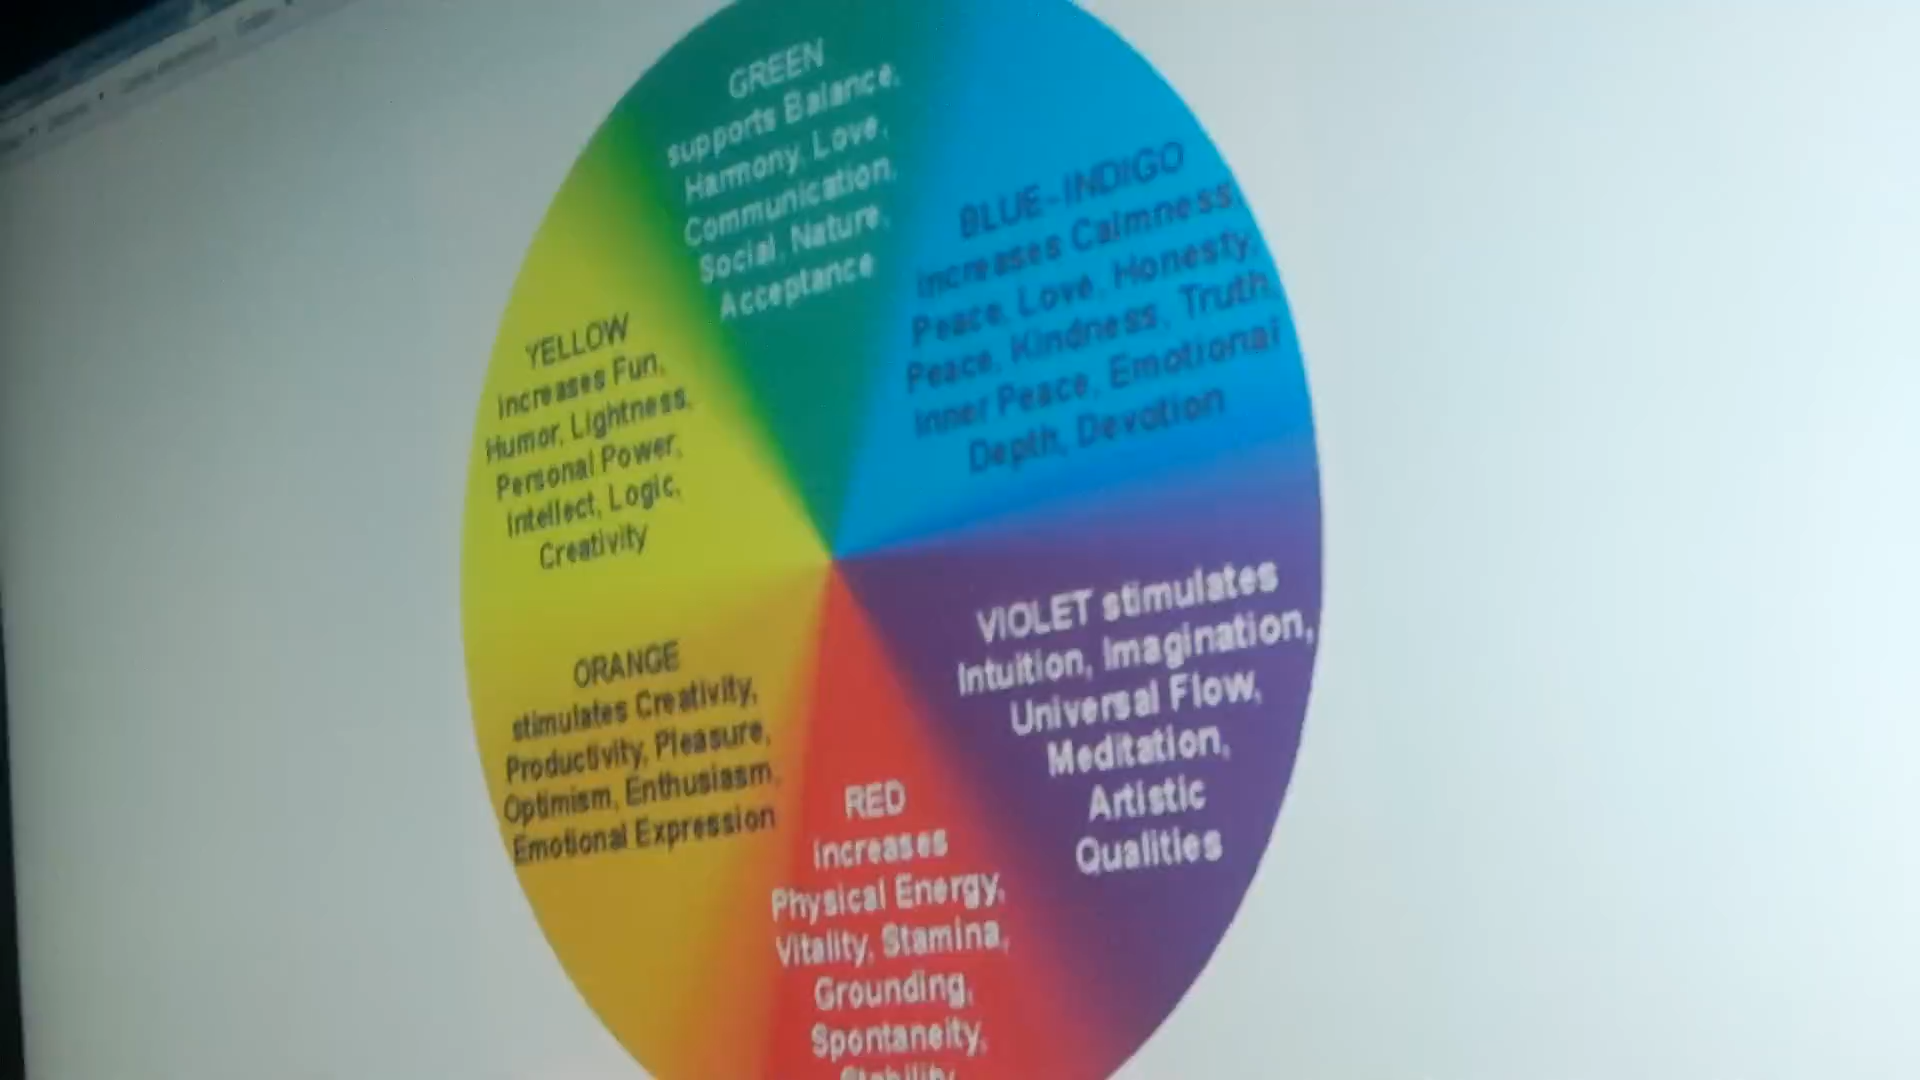 GREEN
supports Balance,
Harmony, Love,
Communication,
Social, Nature,
Acceptance
BLUE-INDIGO
increases Calmness,
Peace, Love, Honesty,
Peace, Kindness, Truth,
Inner Peace, Emotional
Depth, Devotion
YELLOW
increases Fun,
Humor, Lightness,
Personal Power,
Intellect, Logic,
Creativity
VIOLET stimulates
Intuition, Imagination,
Universal Flow,
Meditation,
Artistic
Qualities
ORANGE
stimulates Creativity,
Productivity, Pleasure,
Optimism, Enthusiasm,
Emotional Expression
RED
increases
Physical Energy,
Vitality, Stamina,
Grounding,
Spontaneity,
Stability